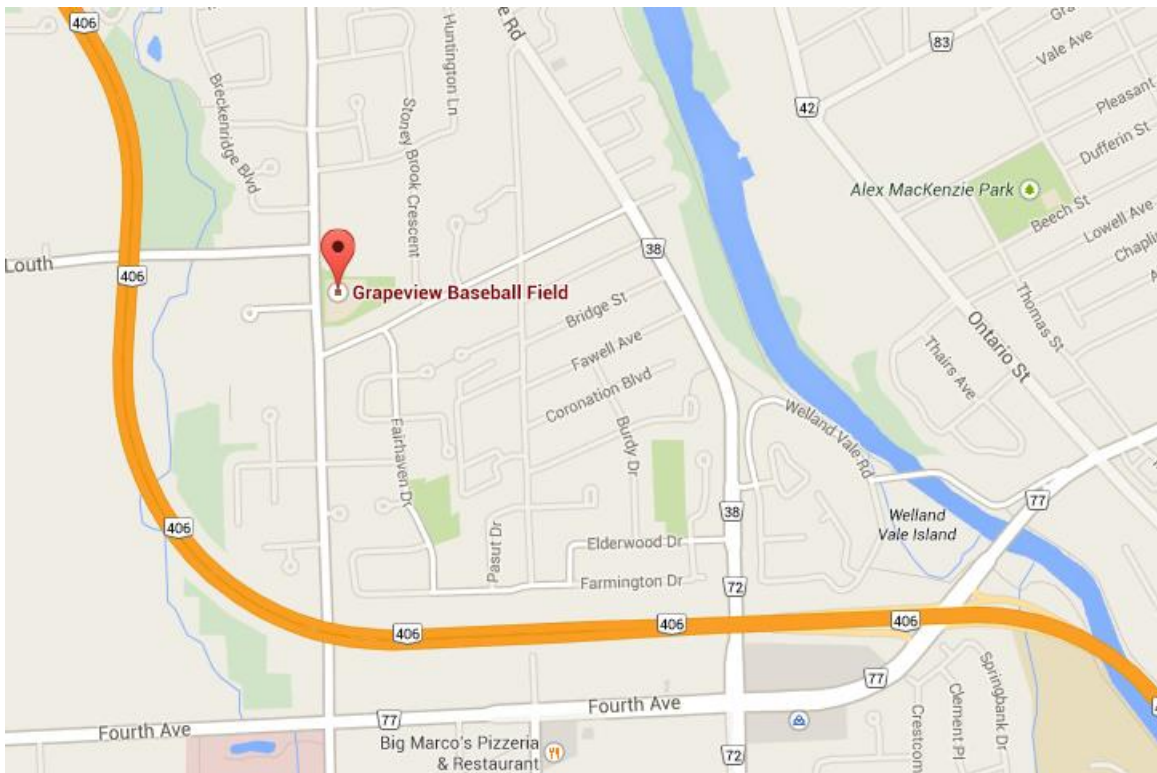 406
Huntington Ln
e Rd
83
Gra
Vale Ave
42
Pleasant
Breckenridge Blvd
Stoney Brook Crescent
Dufferin St
Alex MacKenzie Park
Beech St
Lowell Ave
Chaplin
A
Louth
406
38
Grapeview Baseball Field
Bridge St
Thomas St
Ontario St
Fawell Ave
Thairs Ave
Coronation Blvd
Burdy Dr
Fairhaven Dr
Welland Vale Rd
77
406
38
Welland
Vale Island
Pasut Dr
Elderwood Dr
Farmington Dr
72
406
406
406
77
Springbank Dr
Clement Pl
Crestcom
4
Fourth Ave
77
Fourth Ave
Big Marco's Pizzeria
& Restaurant
72